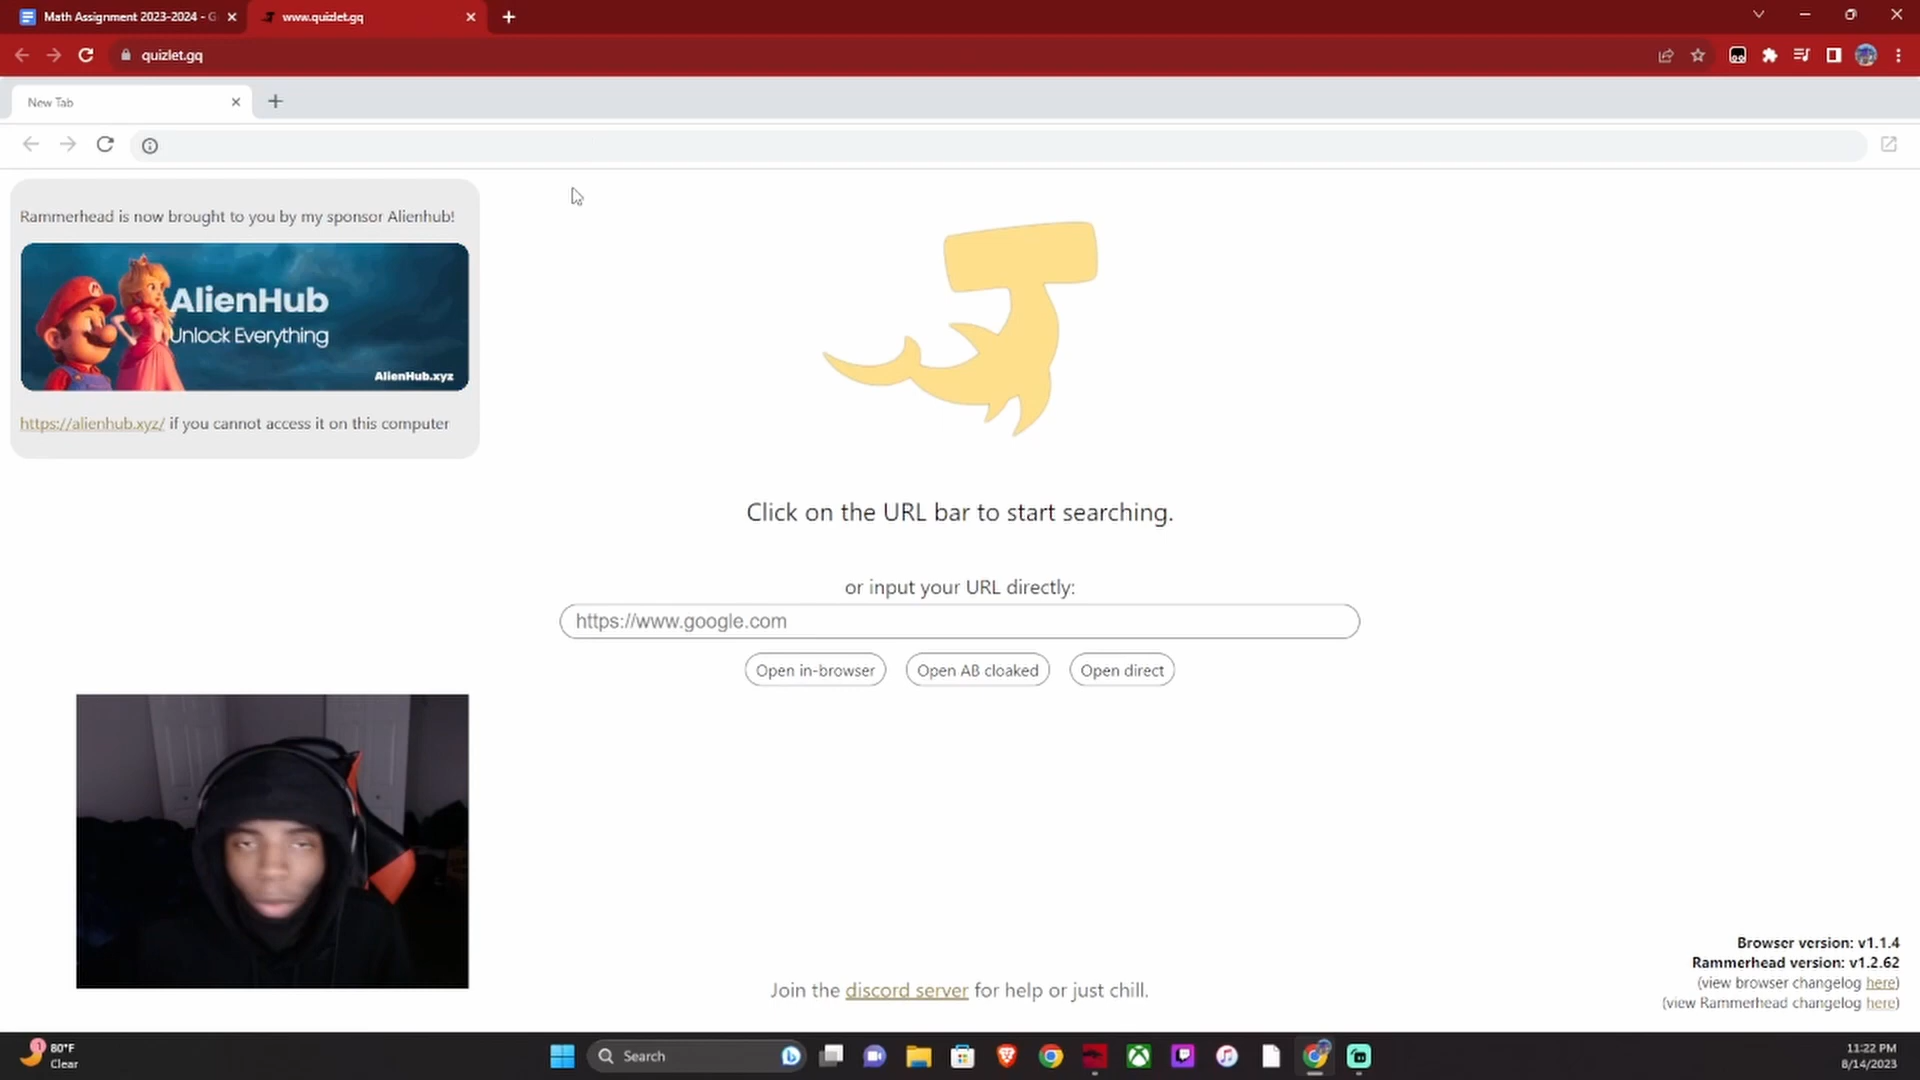 Math Assignment 2023-2024 - G
www.quizlet.gq
quizlet.gq
New Tab
Rammerhead is now brought to you by my sponsor Alienhub!
AlienHub
Unlock Everything
AlienHub.xyz
https://alienhub.xyz/ if you cannot access it on this computer
Click on the URL bar to start searching.
or input your URL directly:
https://www.google.com
Open in-browser
Open AB cloaked
Open direct
Join the discord server for help or just chill.
Browser version: v1.1.4
Rammerhead version: v1.2.62
(view browser changelog here)
(view Rammerhead changelog here)
1
80°F
Clear
Search
11:22 PM
8/14/2023